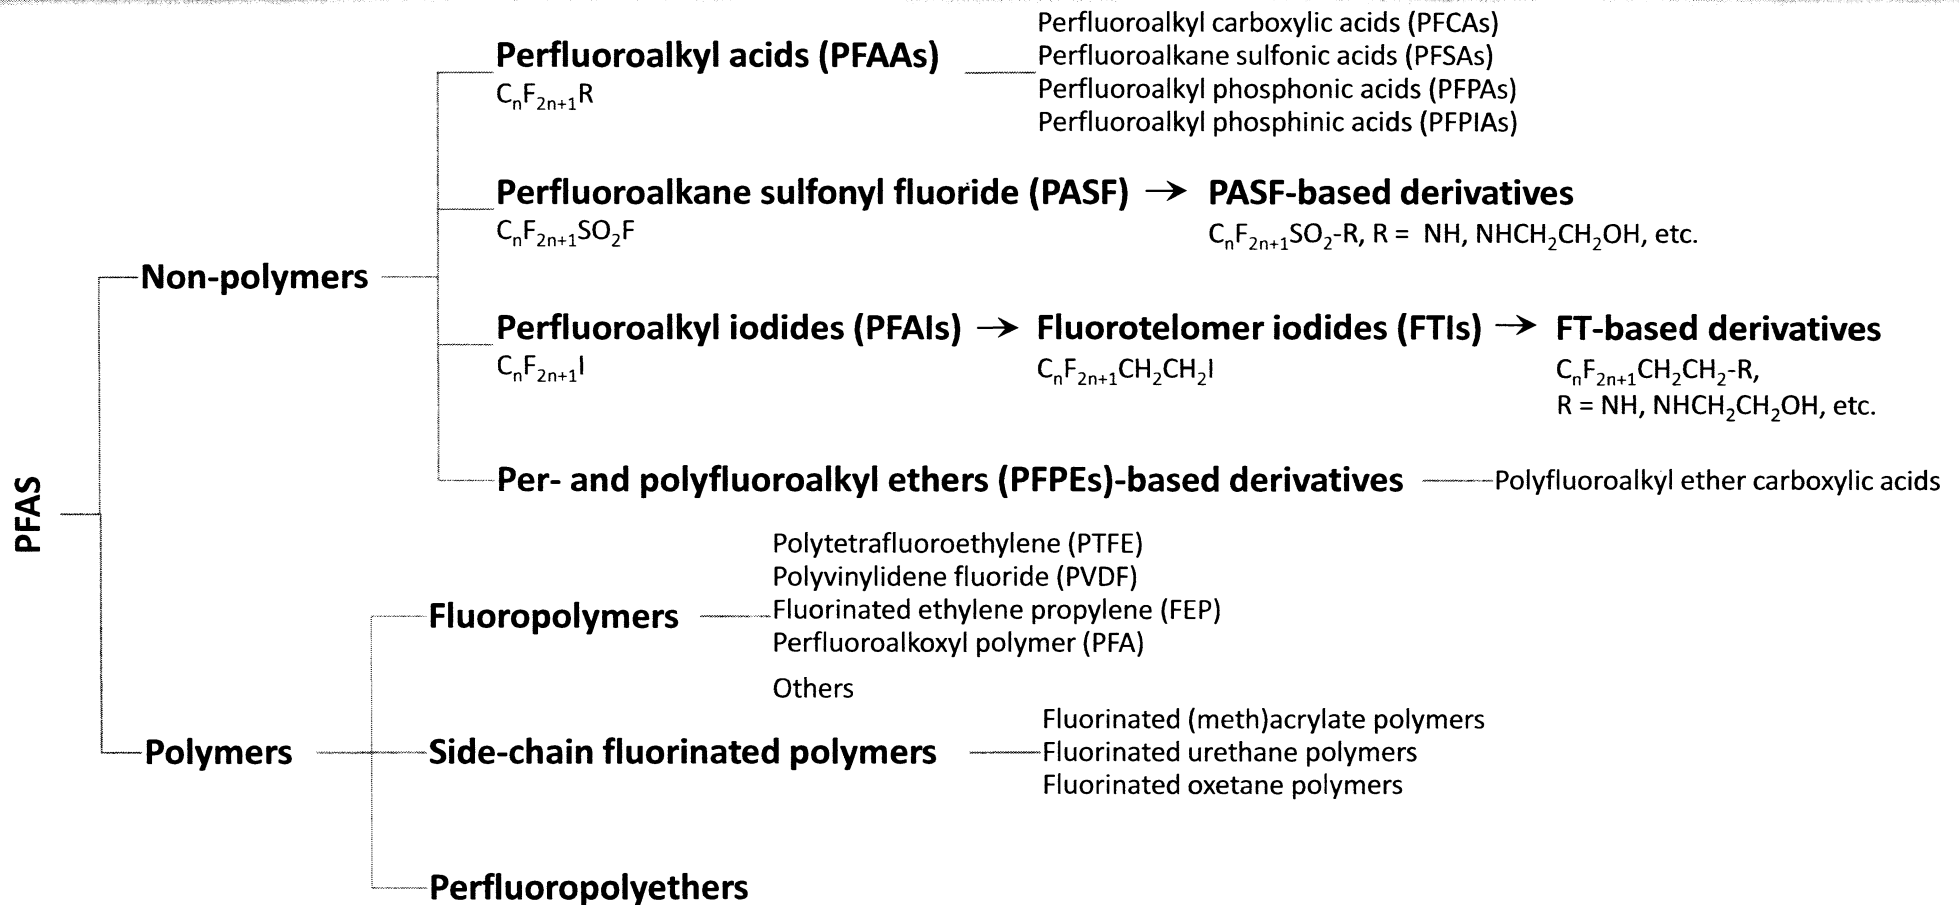 Perfluoroalkyl acids (PFAAs)
CₙF₂ₙ₊₁R
Perfluoroalkyl carboxylic acids (PFCAs)
Perfluoroalkane sulfonic acids (PFSAs)
Perfluoroalkyl phosphonic acids (PFPAs)
Perfluoroalkyl phosphinic acids (PFPIAs)
Perfluoroalkane sulfonyl fluoride (PASF) → PASF-based derivatives
CₙF₂ₙ₊₁SO₂F
CₙF₂ₙ₊₁SO₂-R, R = NH, NHCH₂CH₂OH, etc.
Non-polymers
Perfluoroalkyl iodides (PFAIs) → Fluorotelomer iodides (FTIs) → FT-based derivatives
CₙF₂ₙ₊₁I
CₙF₂ₙ₊₁CH₂CH₂I
CₙF₂ₙ₊₁CH₂CH₂-R,
R = NH, NHCH₂CH₂OH, etc.
Per- and polyfluoroalkyl ethers (PFPEs)-based derivatives
Polyfluoroalkyl ether carboxylic acids
PFAS
Fluoropolymers
Polytetrafluoroethylene (PTFE)
Polyvinylidene fluoride (PVDF)
Fluorinated ethylene propylene (FEP)
Perfluoroalkoxyl polymer (PFA)
Others
Polymers
Side-chain fluorinated polymers
Fluorinated (meth)acrylate polymers
Fluorinated urethane polymers
Fluorinated oxetane polymers
Perfluoropolyethers